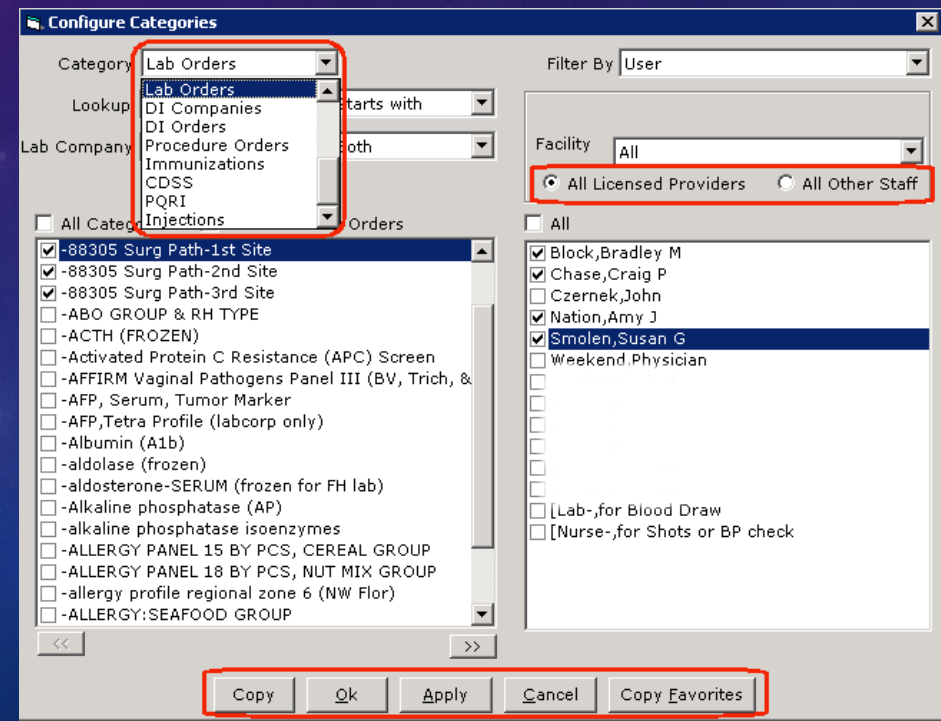 Configure Categories
Category Lab Orders
Filter By User
Lab Orders
DI Companies
DI Orders
Procedure Orders
Immunizations
CDSS
PQRI
Injections
Lookup
tarts with
Lab Company
oth
Facility All
All Licensed Providers All Other Staff
All Categ
Orders
All
-88305 Surg Path-1st Site
-88305 Surg Path-2nd Site
-88305 Surg Path-3rd Site
-ABO GROUP & RH TYPE
-ACTH (FROZEN)
-Activated Protein C Resistance (APC) Screen
-AFFIRM Vaginal Pathogens Panel III (BV, Trich, &
-AFP, Serum, Tumor Marker
-AFP,Tetra Profile (labcorp only)
-Albumin (A1b)
-aldolase (frozen)
-aldosterone-SERUM (frozen for FH lab)
-Alkaline phosphatase (AP)
-alkaline phosphatase isoenzymes
-ALLERGY PANEL 15 BY PCS, CEREAL GROUP
-ALLERGY PANEL 18 BY PCS, NUT MIX GROUP
-allergy profile regional zone 6 (NW Flor)
-ALLERGY:SEAFOOD GROUP
Block,Bradley M
Chase,Craig P
Czernek,John
Nation,Amy J
Smolen,Susan G
Weekend,Physician
[Lab-,for Blood Draw
[Nurse-,for Shots or BP check
<< >>
Copy Ok Apply Cancel Copy Favorites